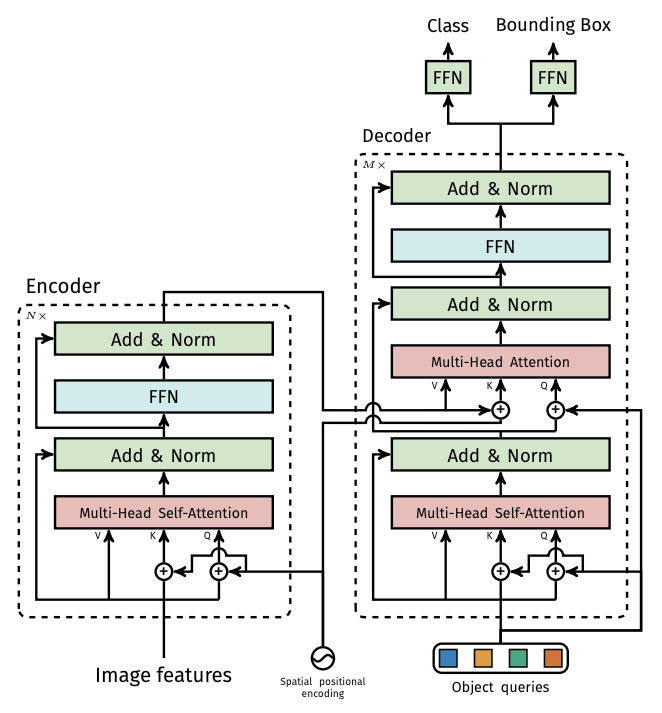 Class
Bounding Box
FFN
FFN
Decoder
M×
Add & Norm
FFN
Add & Norm
Multi-Head Attention
V
K
Q
Add & Norm
Multi-Head Self-Attention
V
K
Q
Encoder
N×
Add & Norm
FFN
Add & Norm
Multi-Head Self-Attention
V
K
Q
Image features
Spatial positional
encoding
Object queries